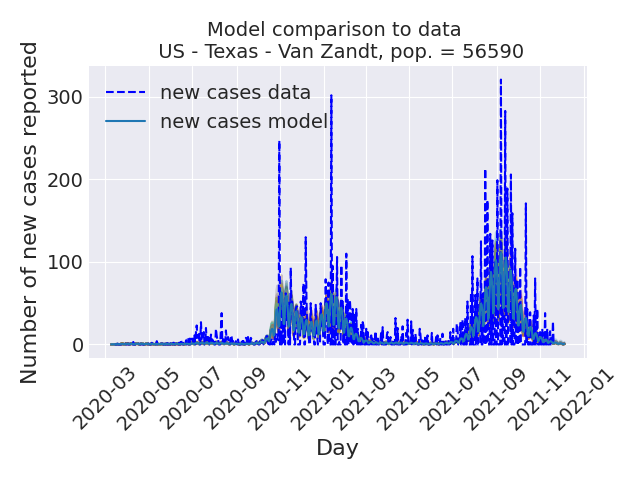 Model comparison to data
US - Texas - Van Zandt, pop. = 56590
Number of new cases reported
300
200
100
0
new cases data
new cases model
2020-03
2020-05
2020-07
2020-09
2020-11
2021-01
2021-03
2021-05
2021-07
2021-09
2021-11
2022-01
Day